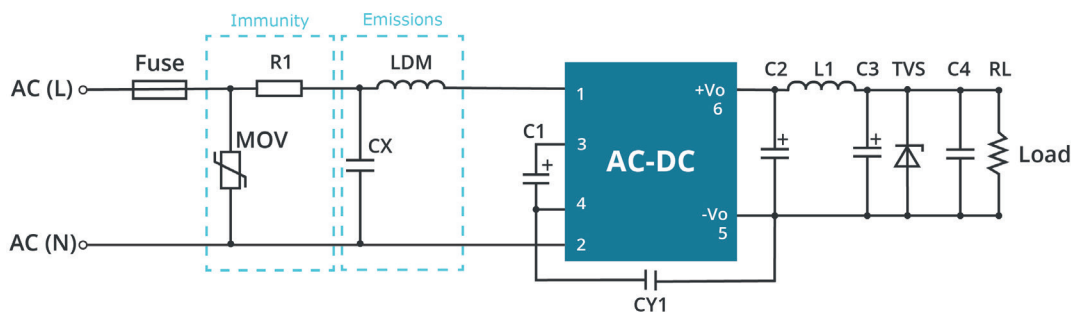 Immunity
Emissions
Fuse
R1
LDM
C2
L1
C3
TVS
C4
RL
AC (L)
1
+Vo
6
MOV
CX
C1
+
3
AC-DC
+
+
Load
4
-Vo
5
AC (N)
2
CY1